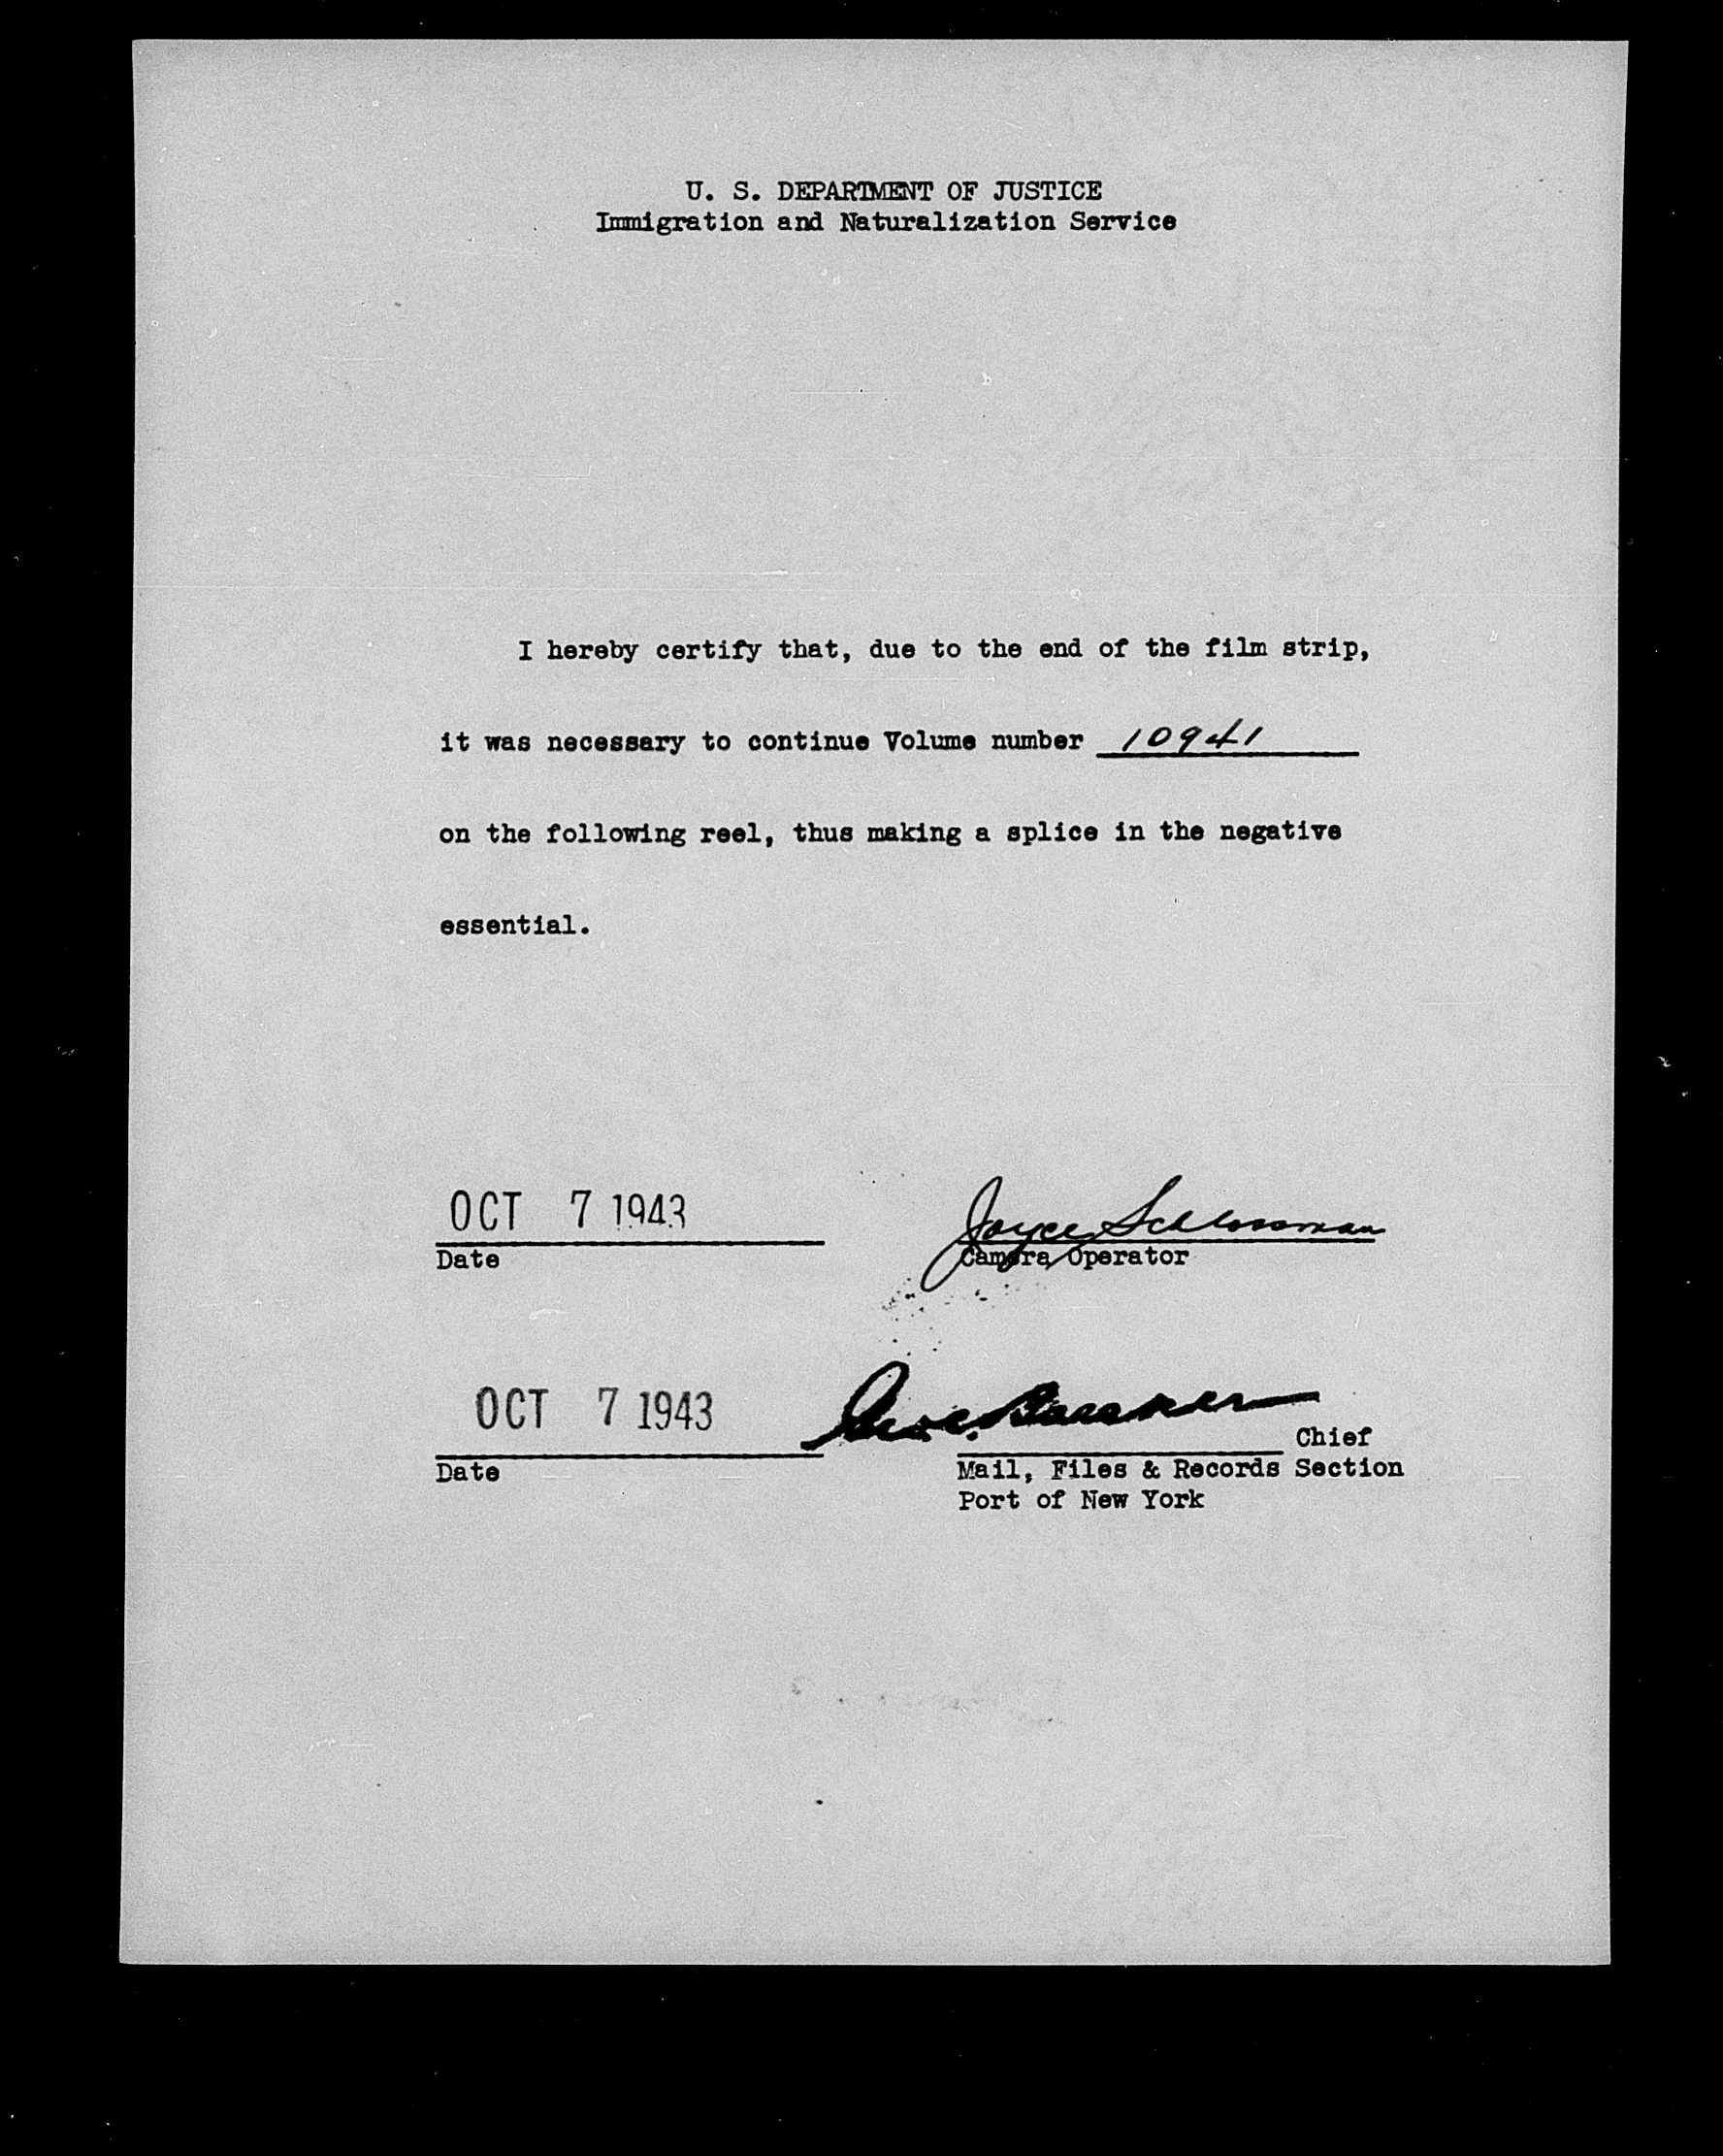 U. S. DEPARTMENT OF JUSTICE
Immigration and Naturalization Service
I hereby certify that, due to the end of the film strip,
it was necessary to continue Volume number 10941
on the following reel, thus making a splice in the negative
essential.
OCT 7 1943
Date
Joyce Schlossman
Camera Operator
OCT 7 1943
Date
Chief
Mail, Files & Records Section
Port of New York